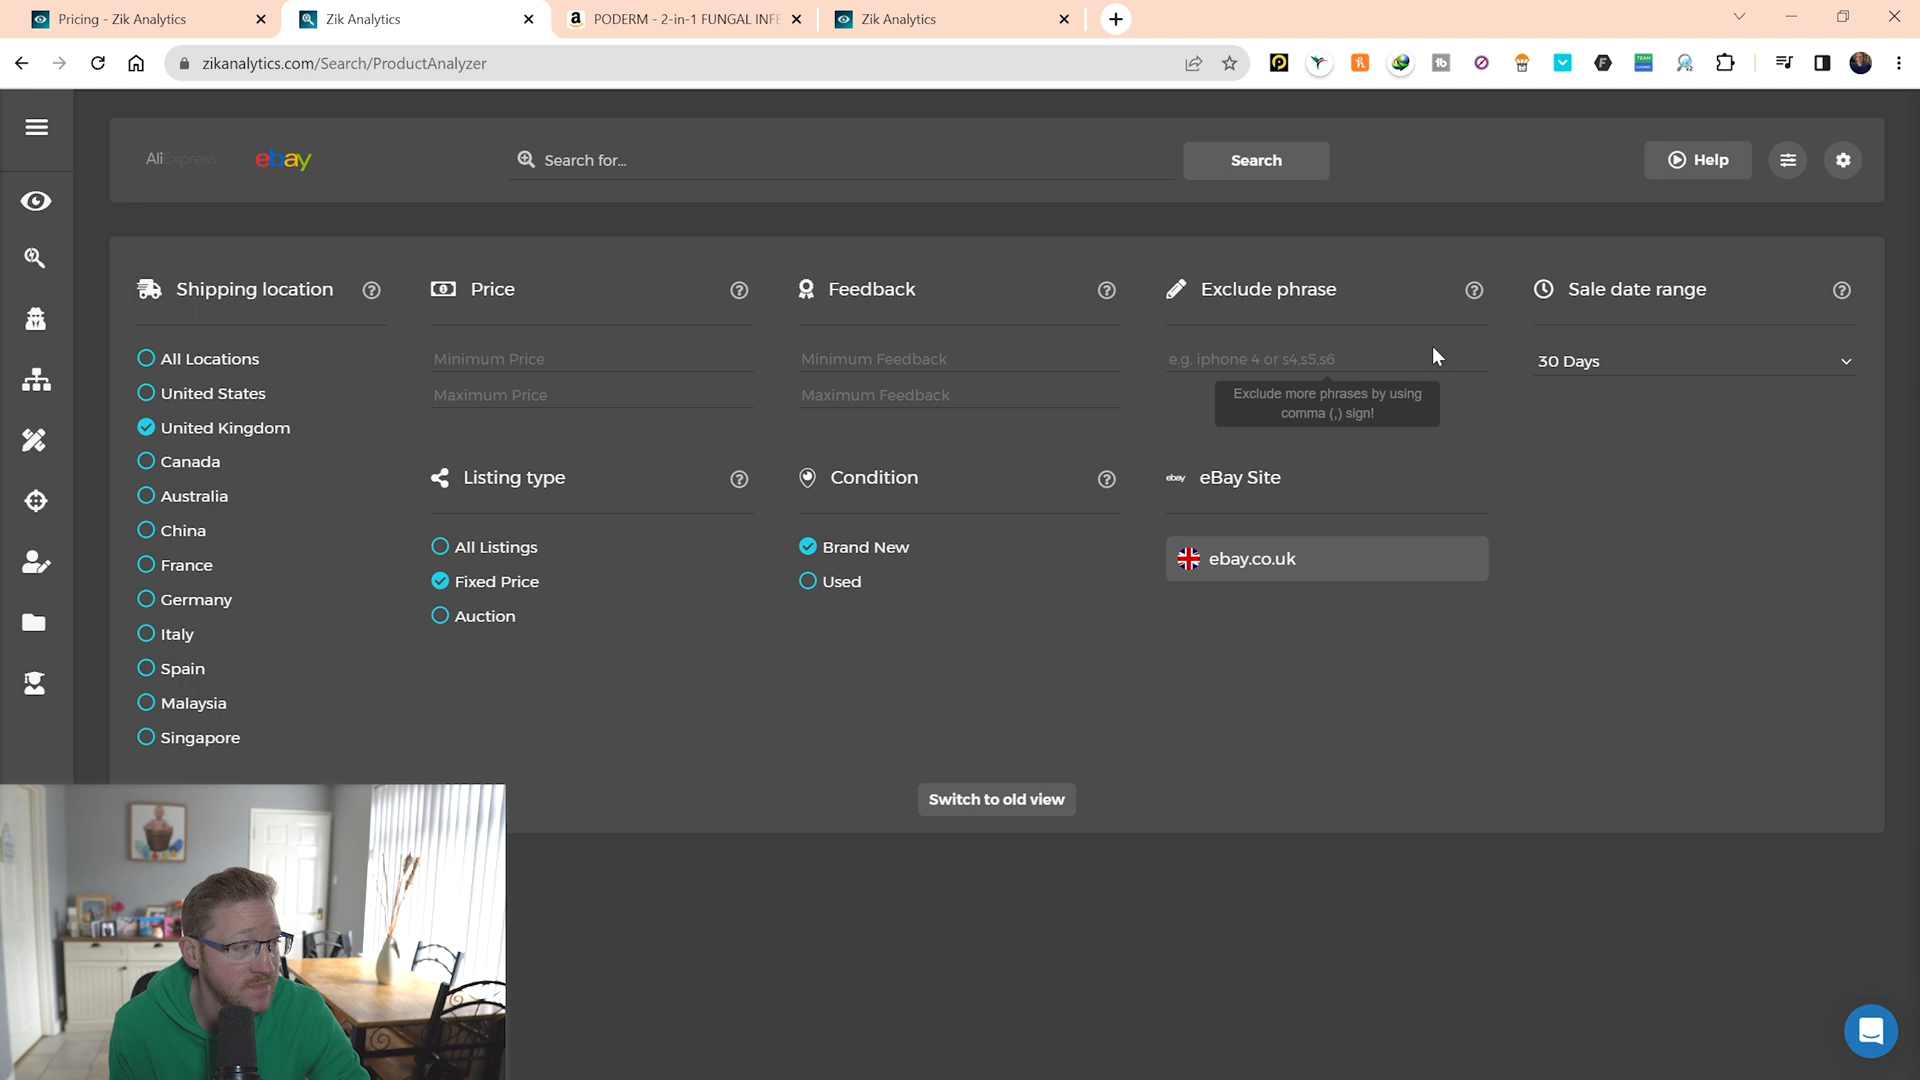 Pricing - Zik Analytics
Zik Analytics
PODERM - 2-in-1 FUNGAL INFE
Zik Analytics
zikanalytics.com/Search/ProductAnalyzer
AliExpress
ebay
Search for...
Search
Help
Shipping location
Price
Feedback
Exclude phrase
Sale date range
All Locations
United States
United Kingdom
Canada
Australia
China
France
Germany
Italy
Spain
Malaysia
Singapore
Minimum Price
Maximum Price
Minimum Feedback
Maximum Feedback
e.g. iphone 4 or s4,s5,s6
Exclude more phrases by using
comma (,) sign!
30 Days
Listing type
Condition
ebay
eBay Site
All Listings
Fixed Price
Auction
Brand New
Used
ebay.co.uk
Switch to old view